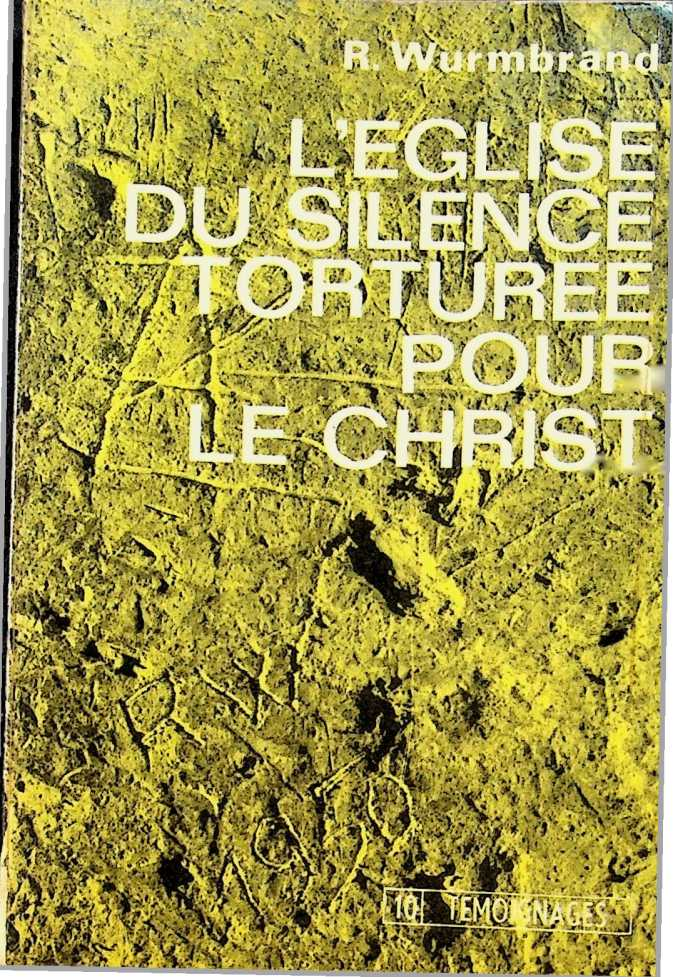 R. Wurmbrand
L'EGLISE
DU SILENCE
TORTUREE
POUR
LE CHRIST
10 TEMOIGNAGES